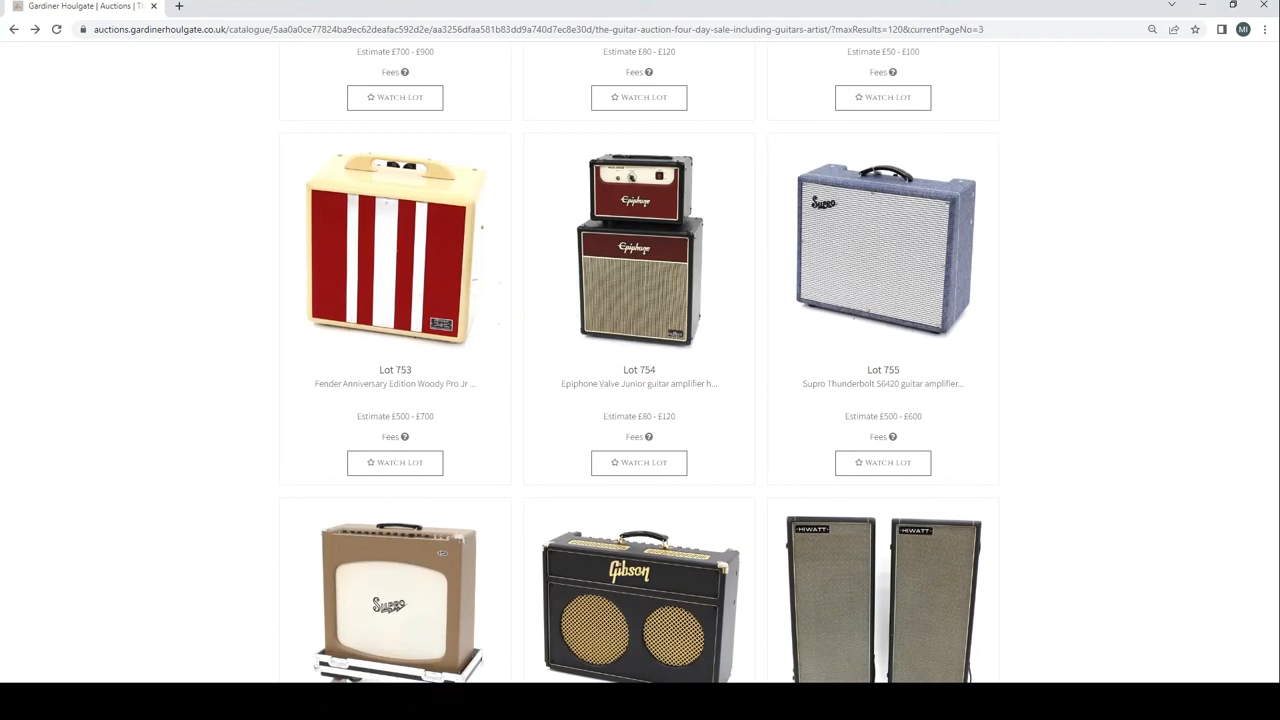 Gardiner Houlgate | Auctions | Th
auctions.gardinerhoulgate.co.uk/catalogue/5aa0a0ce77824ba9ec62deafac592d2e/aa3256dfaa581b83dd9a740d7ec8e30d/the-guitar-auction-four-day-sale-including-guitars-artist/?maxResults=120&currentPageNo=3
MI
Estimate £700 - £900
Estimate £80 - £120
Estimate £50 - £100
Fees
Fees
Fees
WATCH LOT
WATCH LOT
WATCH LOT
Epiphone
Epiphone
Supro
Lot 753
Lot 754
Lot 755
Fender Anniversary Edition Woody Pro Jr ...
Epiphone Valve Junior guitar amplifier h...
Supro Thunderbolt S6420 guitar amplifier...
Estimate £500 - £700
Estimate £80 - £120
Estimate £500 - £600
Fees
Fees
Fees
WATCH LOT
WATCH LOT
WATCH LOT
SUPRO
Gibson
HIWATT
HIWATT